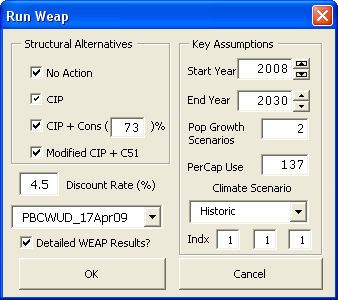 Run Weap
Structural Alternatives
No Action
CIP
CIP + Cons ( 73 )%
Modified CIP + C51
4.5 Discount Rate (%)
PBCWUD_17Apr09
Detailed WEAP Results?
OK
Key Assumptions
Start Year 2008
End Year 2030
Pop Growth 2
Scenarios
PerCap Use 137
Climate Scenario
Historic
Indx 1 1 1
Cancel